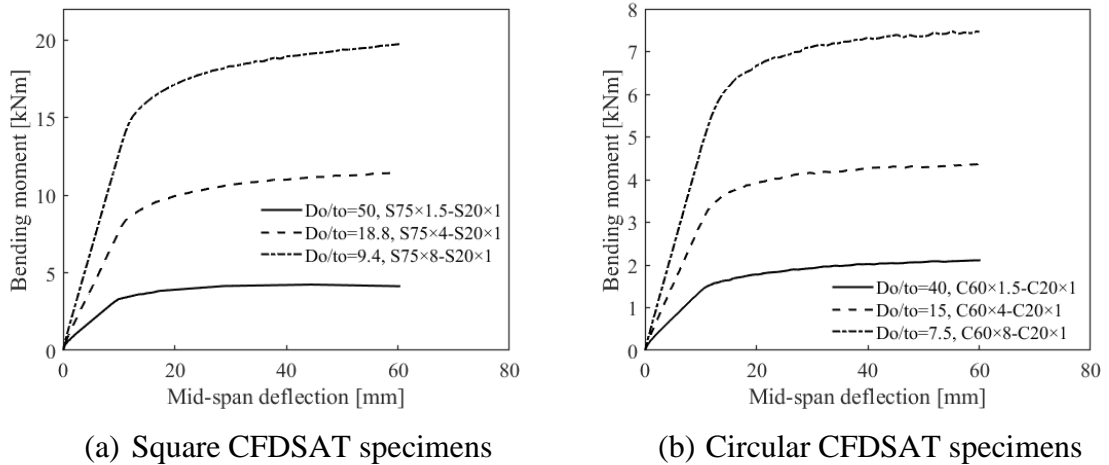 20
15
10
5
0
Bending moment [kNm]
Do/to=50, S75×1.5-S20×1
Do/to=18.8, S75×4-S20×1
Do/to=9.4, S75×8-S20×1
0 20 40 60 80
Mid-span deflection [mm]
(a) Square CFDSAT specimens
8
7
6
5
4
3
2
1
0
Bending moment [kNm]
Do/to=40, C60×1.5-C20×1
Do/to=15, C60×4-C20×1
Do/to=7.5, C60×8-C20×1
0 20 40 60 80
Mid-span deflection [mm]
(b) Circular CFDSAT specimens